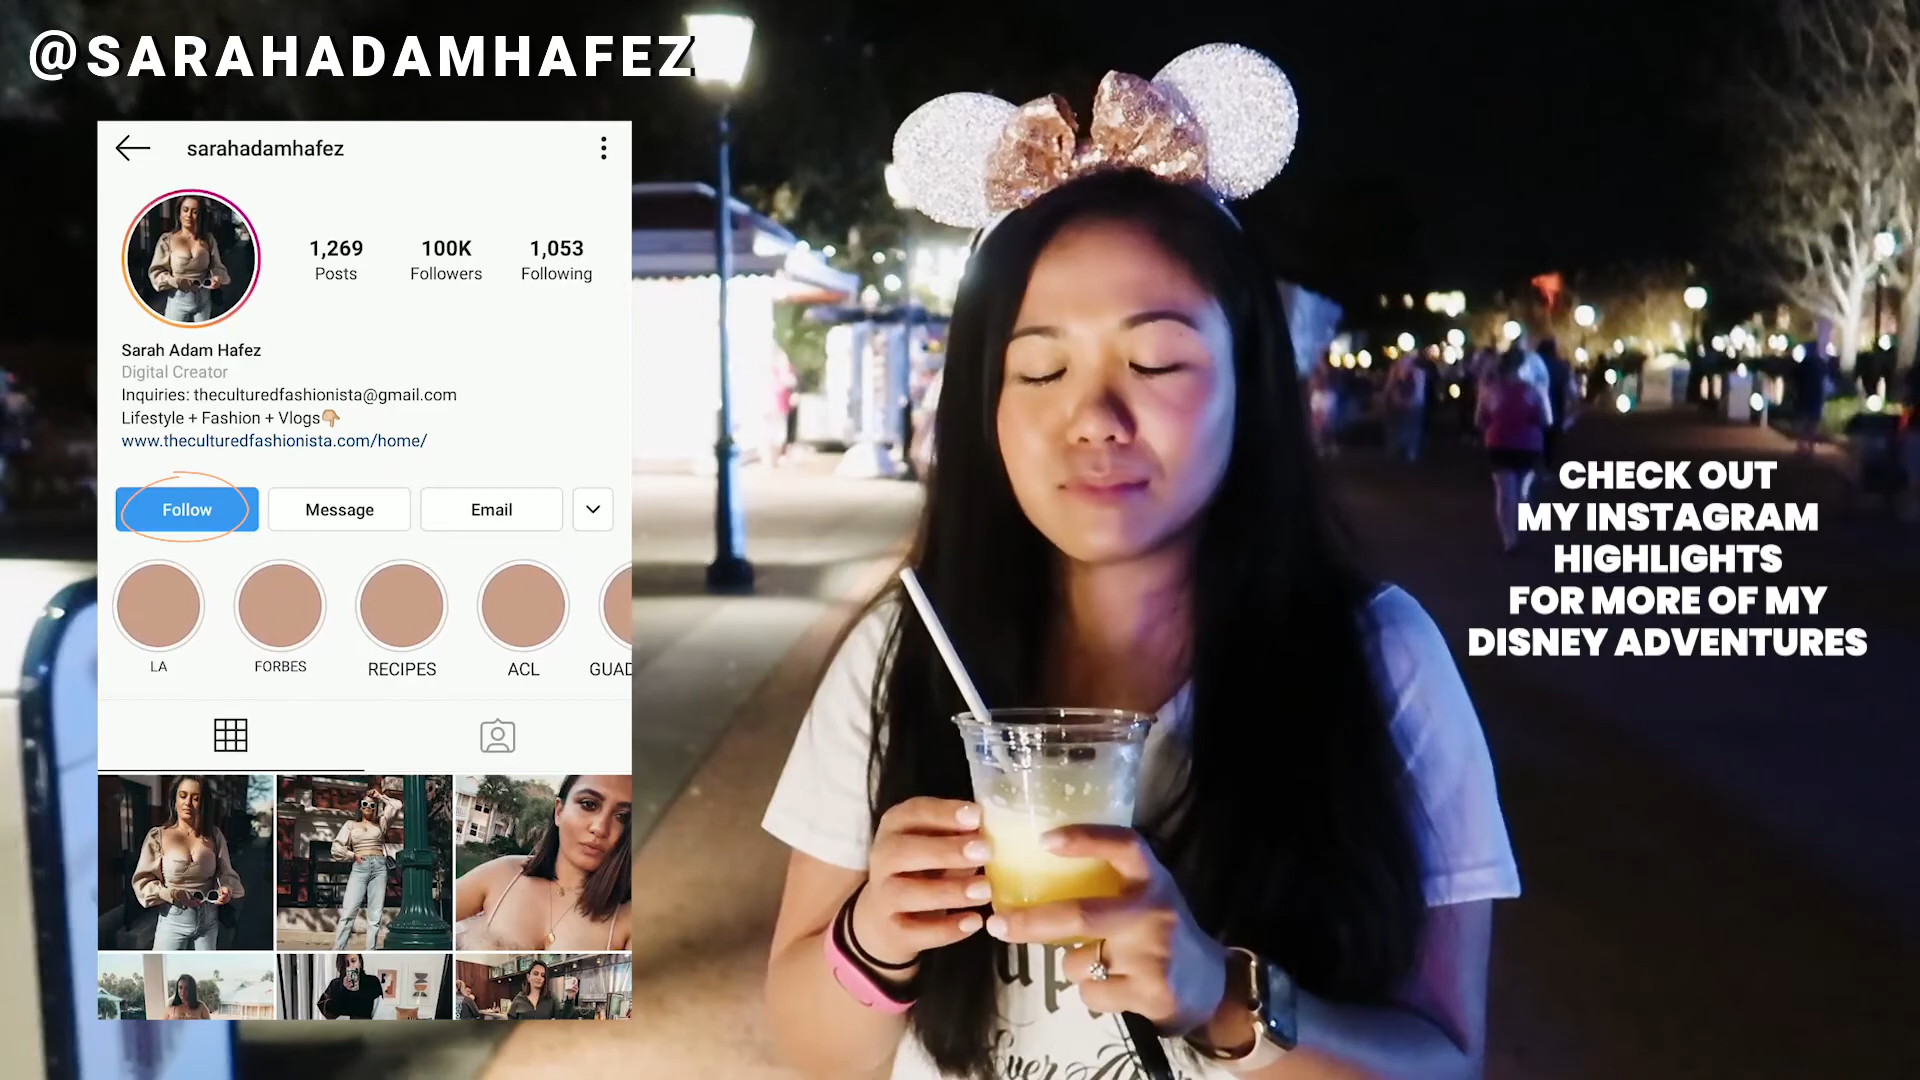 @SARAHADAMHAFEZ
sarahadamhafez
1,269
Posts
100K
Followers
1,053
Following
Sarah Adam Hafez
Digital Creator
Inquiries: theculturedfashionista@gmail.com
Lifestyle + Fashion + Vlogs👇🏼
www.theculturedfashionista.com/home/
Follow
Message
Email
LA
FORBES
RECIPES
ACL
GUAD
CHECK OUT
MY INSTAGRAM
HIGHLIGHTS
FOR MORE OF MY
DISNEY ADVENTURES